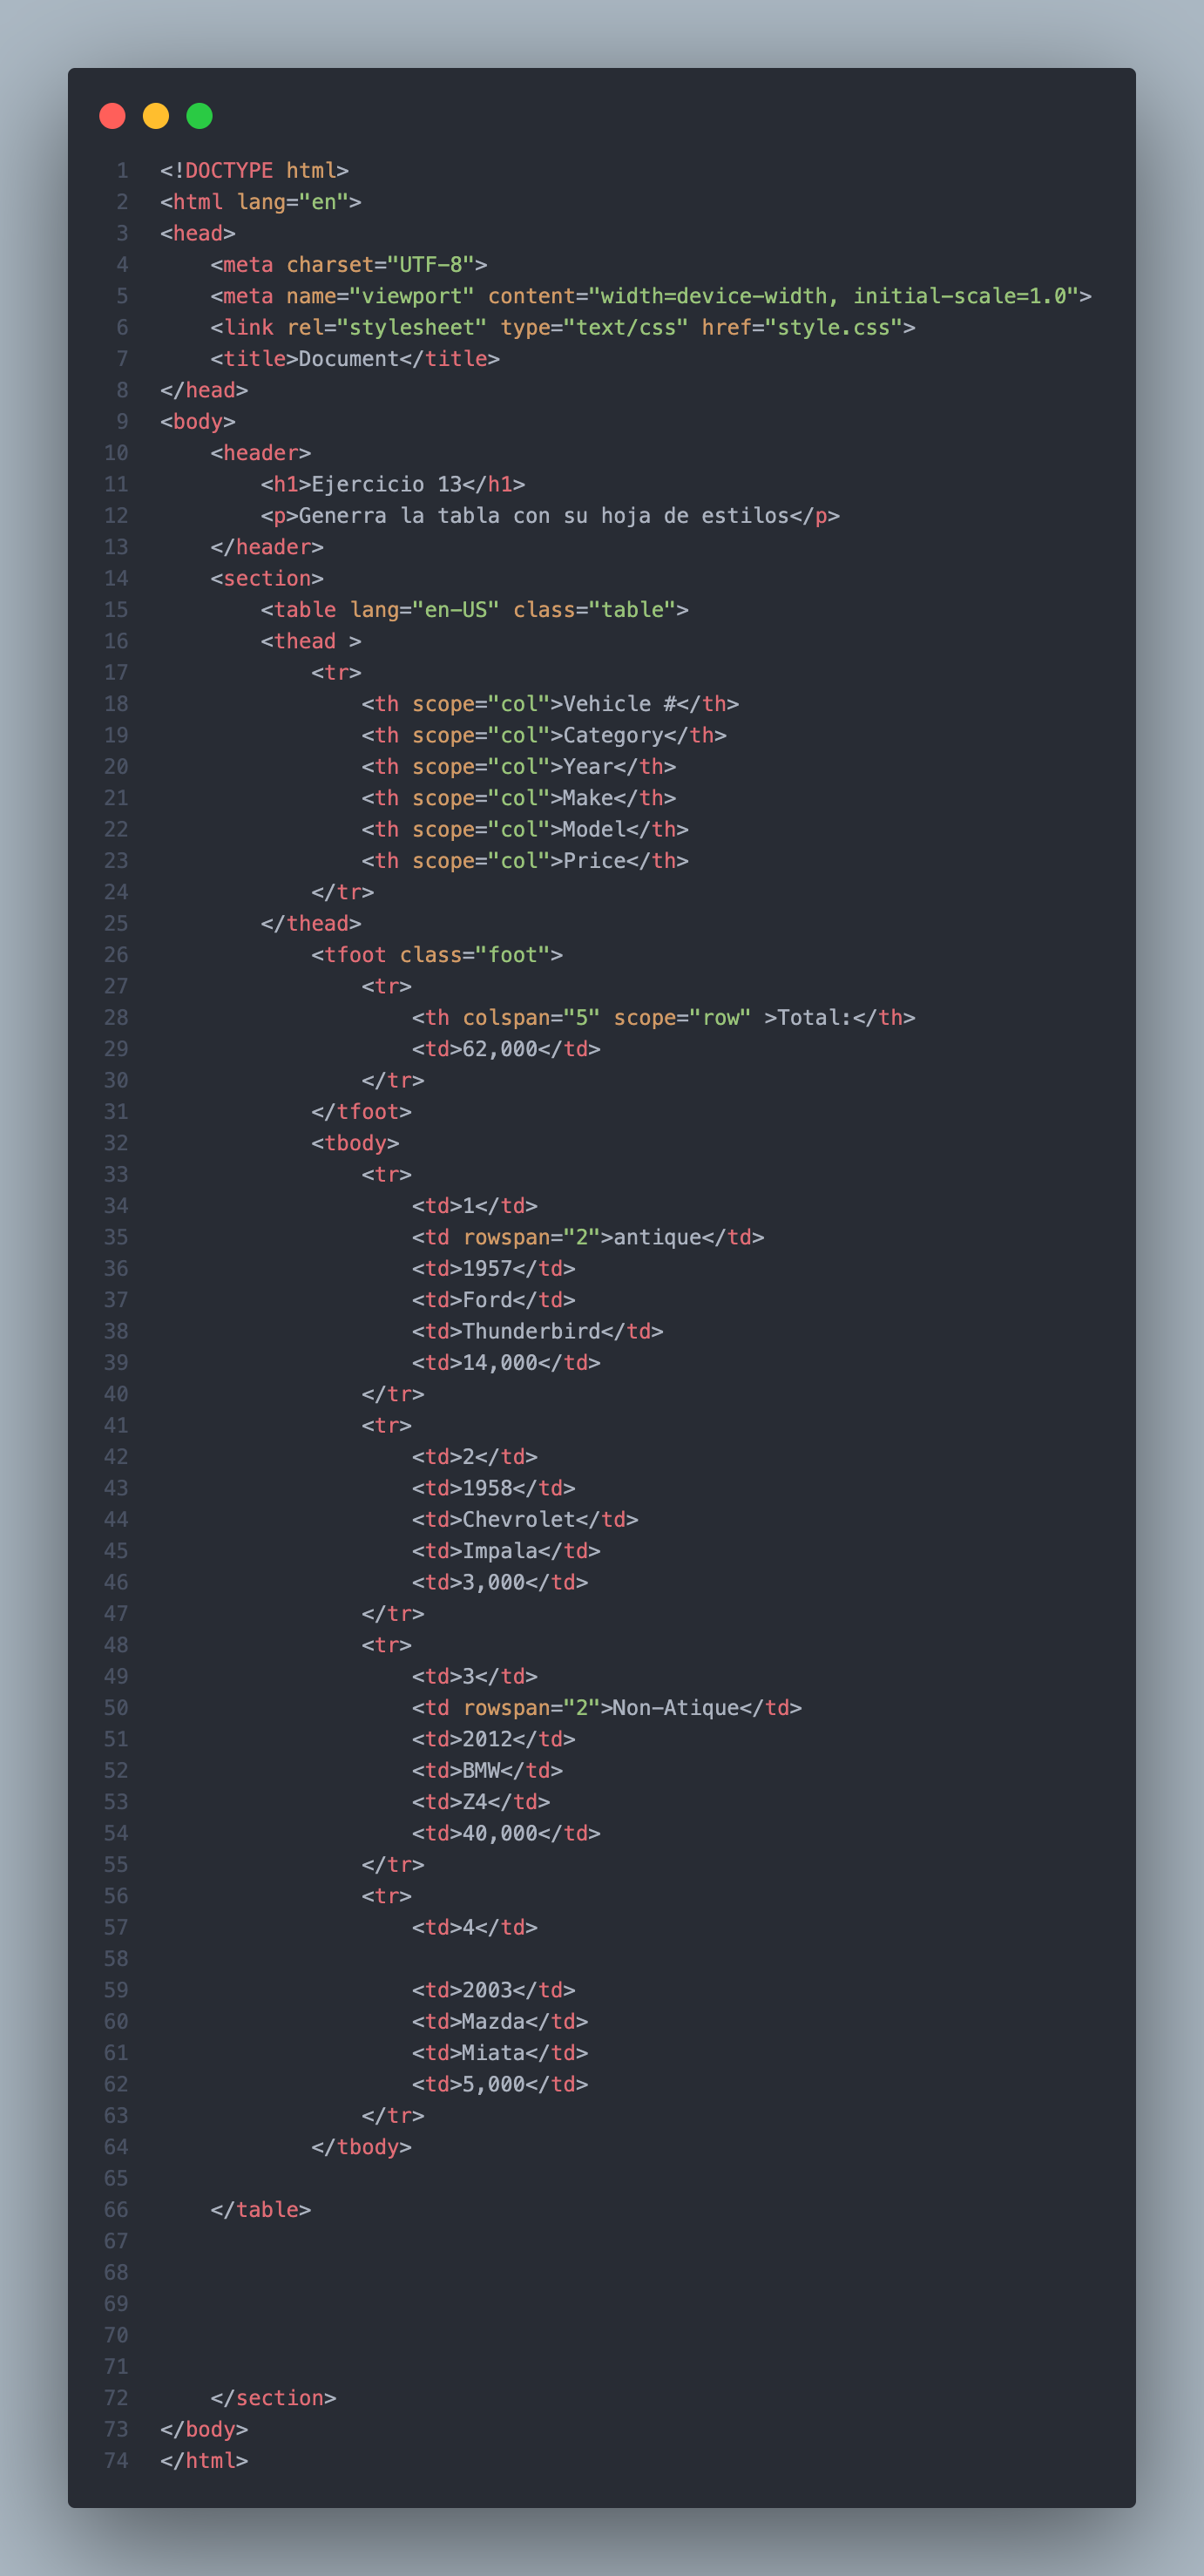 1 <!DOCTYPE html>
2 <html lang="en">
3 <head>
4     <meta charset="UTF-8">
5     <meta name="viewport" content="width=device-width, initial-scale=1.0">
6     <link rel="stylesheet" type="text/css" href="style.css">
7     <title>Document</title>
8 </head>
9 <body>
10     <header>
11         <h1>Ejercicio 13</h1>
12         <p>Generra la tabla con su hoja de estilos</p>
13     </header>
14     <section>
15         <table lang="en-US" class="table">
16         <thead >
17             <tr>
18                 <th scope="col">Vehicle #</th>
19                 <th scope="col">Category</th>
20                 <th scope="col">Year</th>
21                 <th scope="col">Make</th>
22                 <th scope="col">Model</th>
23                 <th scope="col">Price</th>
24             </tr>
25         </thead>
26             <tfoot class="foot">
27                 <tr>
28                     <th colspan="5" scope="row" >Total:</th>
29                     <td>62,000</td>
30                 </tr>
31             </tfoot>
32             <tbody>
33                 <tr>
34                     <td>1</td>
35                     <td rowspan="2">antique</td>
36                     <td>1957</td>
37                     <td>Ford</td>
38                     <td>Thunderbird</td>
39                     <td>14,000</td>
40                 </tr>
41                 <tr>
42                     <td>2</td>
43                     <td>1958</td>
44                     <td>Chevrolet</td>
45                     <td>Impala</td>
46                     <td>3,000</td>
47                 </tr>
48                 <tr>
49                     <td>3</td>
50                     <td rowspan="2">Non-Atique</td>
51                     <td>2012</td>
52                     <td>BMW</td>
53                     <td>Z4</td>
54                     <td>40,000</td>
55                 </tr>
56                 <tr>
57                     <td>4</td>
58
59                     <td>2003</td>
60                     <td>Mazda</td>
61                     <td>Miata</td>
62                     <td>5,000</td>
63                 </tr>
64             </tbody>
65
66     </table>
67
68
69
70
71
72     </section>
73 </body>
74 </html>